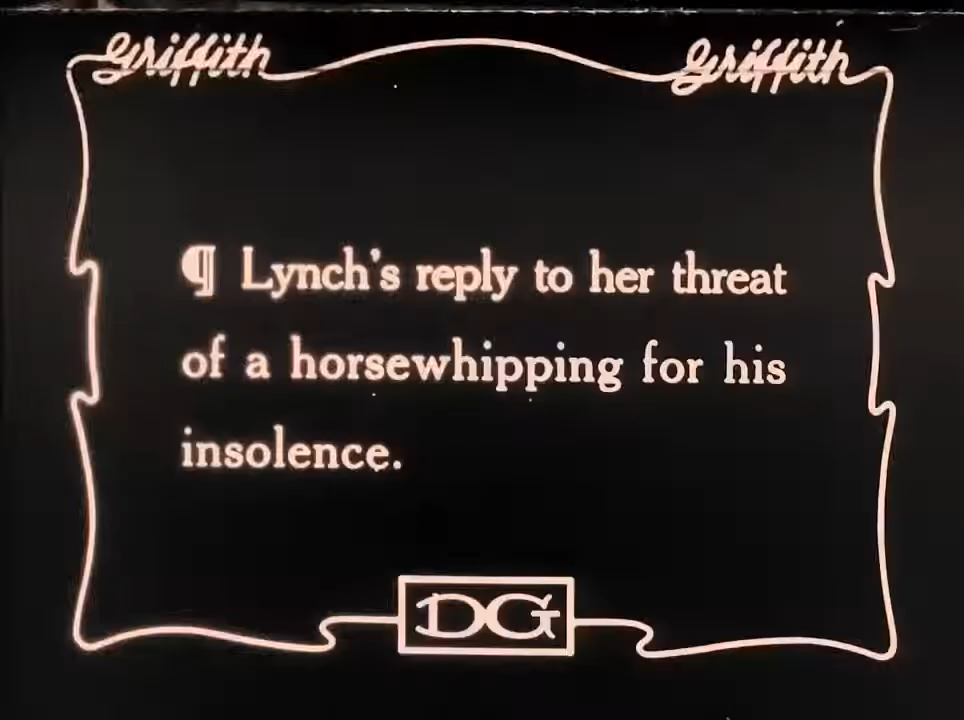 Griffith Griffith
¶ Lynch's reply to her threat
of a horsewhipping for his
insolence.
DG